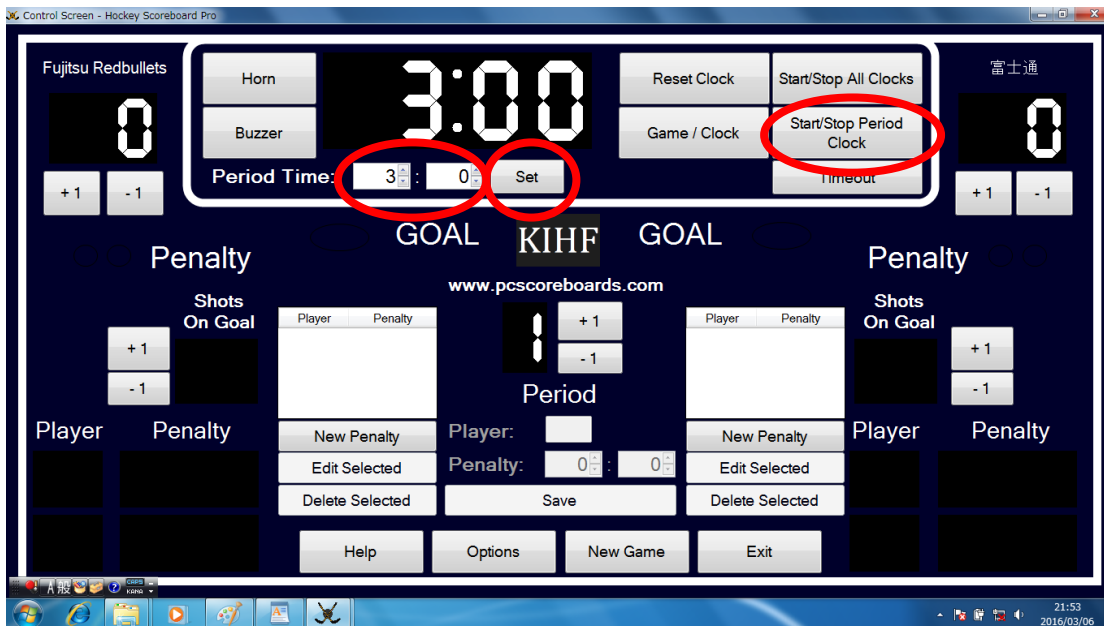 Control Screen - Hockey Scoreboard Pro
Fujitsu Redbullets
富士通
Horn
3:00
Reset Clock
Start/Stop All Clocks
0
0
Buzzer
Game / Clock
Start/Stop Period
Clock
Period Time:
3
:
0
Set
Timeout
+ 1
- 1
+ 1
- 1
GOAL
KIHF
GOAL
Penalty
Penalty
www.pcscoreboards.com
Shots
On Goal
Shots
On Goal
Player
Penalty
1
+ 1
- 1
Player
Penalty
+ 1
- 1
+ 1
- 1
Period
Player
Penalty
New Penalty
Player:
New Penalty
Player
Penalty
Edit Selected
Penalty:
0
:
0
Edit Selected
Delete Selected
Save
Delete Selected
Help
Options
New Game
Exit
A 般
CAPS
KANA
21:53
2016/03/06